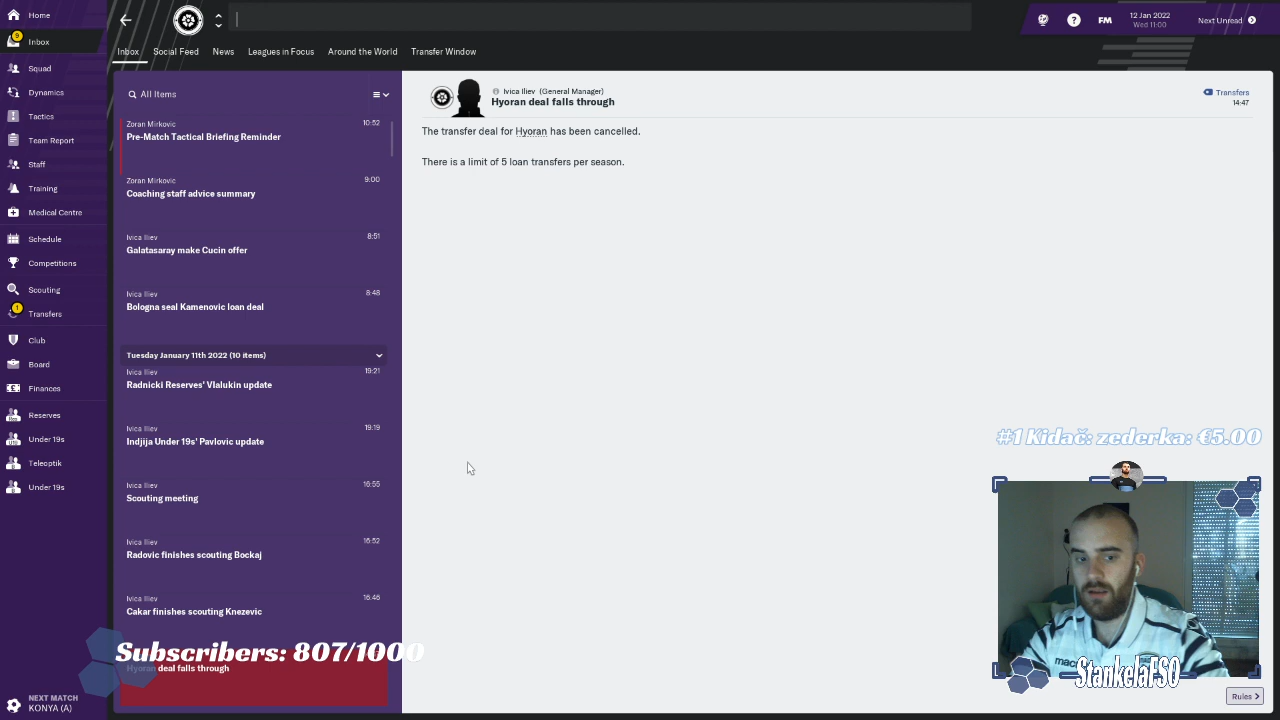 Home
9
Inbox
Squad
Dynamics
Tactics
Team Report
Staff
Training
Medical Centre
Schedule
Competitions
Scouting
1
Transfers
Club
Board
Finances
Reserves
Under 19s
Teleoptik
Under 19s
NEXT MATCH
KONYA (A)
FM
12 Jan 2022
Wed 11:00
Next Unread
Inbox
Social Feed
News
Leagues in Focus
Around the World
Transfer Window
All Items
Zoran Mirkovic 10:52
Pre-Match Tactical Briefing Reminder
Zoran Mirkovic 9:00
Coaching staff advice summary
Ivica Iliev 8:51
Galatasaray make Cucin offer
Ivica Iliev 8:48
Bologna seal Kamenovic loan deal
Tuesday January 11th 2022 (10 items)
Ivica Iliev 19:21
Radnicki Reserves' Vlalukin update
Ivica Iliev 19:19
Indjija Under 19s' Pavlovic update
Ivica Iliev 16:55
Scouting meeting
Ivica Iliev 16:52
Radovic finishes scouting Bockaj
Ivica Iliev 16:46
Cakar finishes scouting Knezevic
Subscribers: 807/1000
Hyoran deal falls through
Ivica Iliev (General Manager)
Hyoran deal falls through
Transfers
14:47
The transfer deal for Hyoran has been cancelled.
There is a limit of 5 loan transfers per season.
#1 Kidač: zederka: €5.00
StankelaFSO
Rules